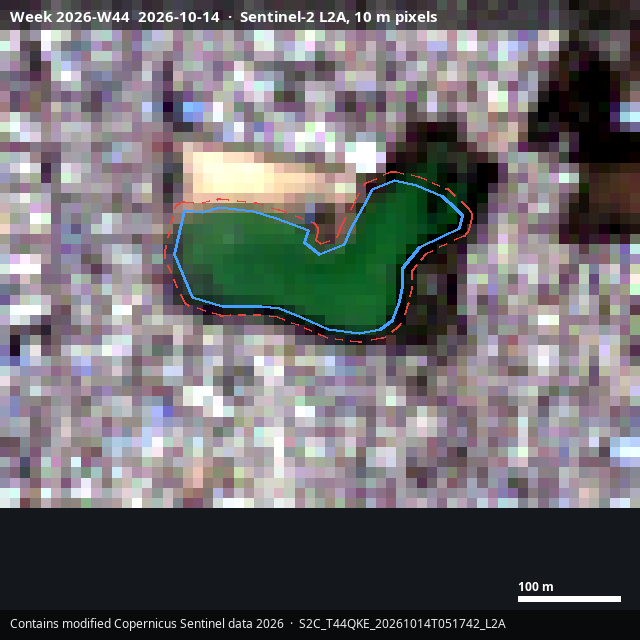 Week 2026-W44  2026-10-14  ·  Sentinel-2 L2A, 10 m pixels
100 m
Contains modified Copernicus Sentinel data 2026  ·  S2C_T44QKE_20261014T051742_L2A